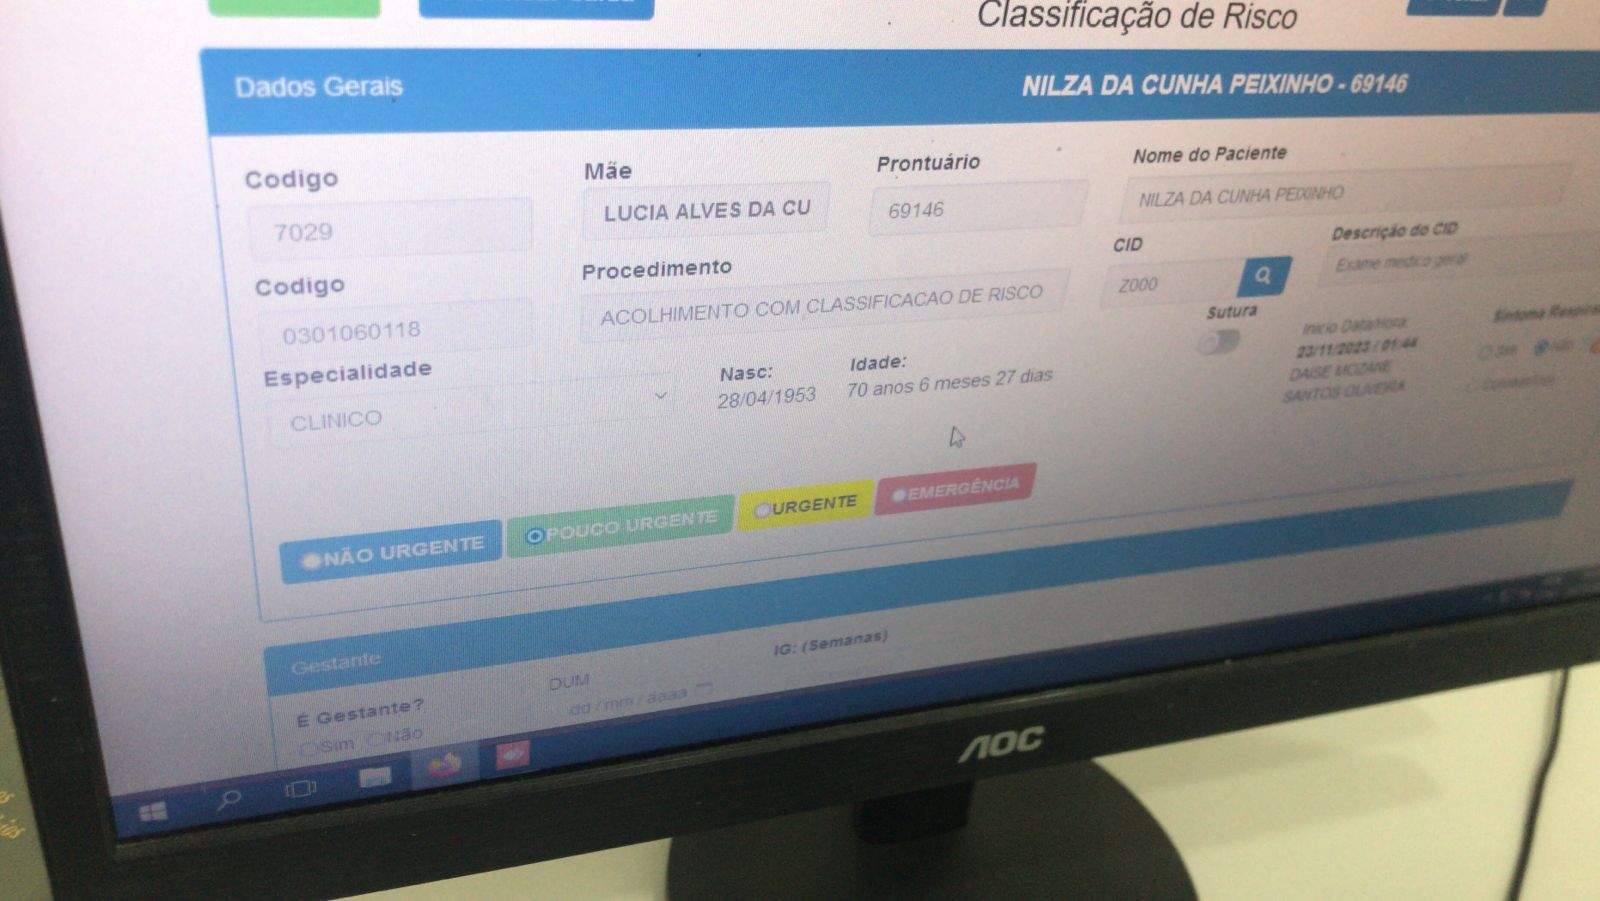 Classificação de Risco
Dados Gerais
NILZA DA CUNHA PEIXINHO - 69146
Codigo
Mãe
Prontuário
Nome do Paciente
7029
LUCIA ALVES DA CU
69146
NILZA DA CUNHA PEIXINHO
Codigo
Procedimento
CID
Descrição do CID
0301060118
ACOLHIMENTO COM CLASSIFICACAO DE RISCO
Z000
Exame medico geral
Especialidade
Nasc:
Idade:
Sutura
Inicio Data/Hora:
Sintoma
CLINICO
28/04/1953
70 anos 6 meses 27 dias
23/11/2023 / 01:44
Sim
Não
DAISE MOZANE
SANTOS OLIVEIRA
NÃO URGENTE
POUCO URGENTE
URGENTE
EMERGÊNCIA
Gestante
É Gestante?
DUM
IG: (Semanas)
Sim
Não
dd / mm / aaaa
AOC